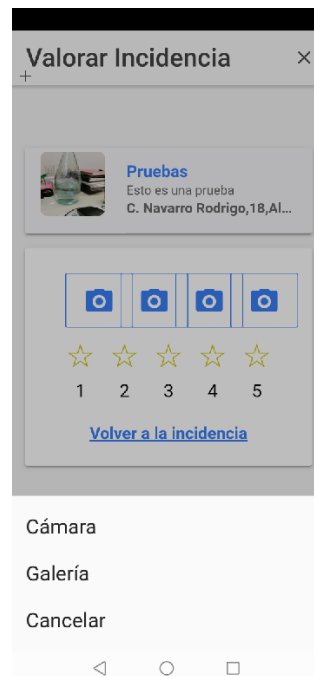 Valorar Incidencia ×
+
Pruebas
Esto es una prueba
C. Navarro Rodrigo,18,Al...
1 2 3 4 5
Volver a la incidencia
Cámara
Galería
Cancelar